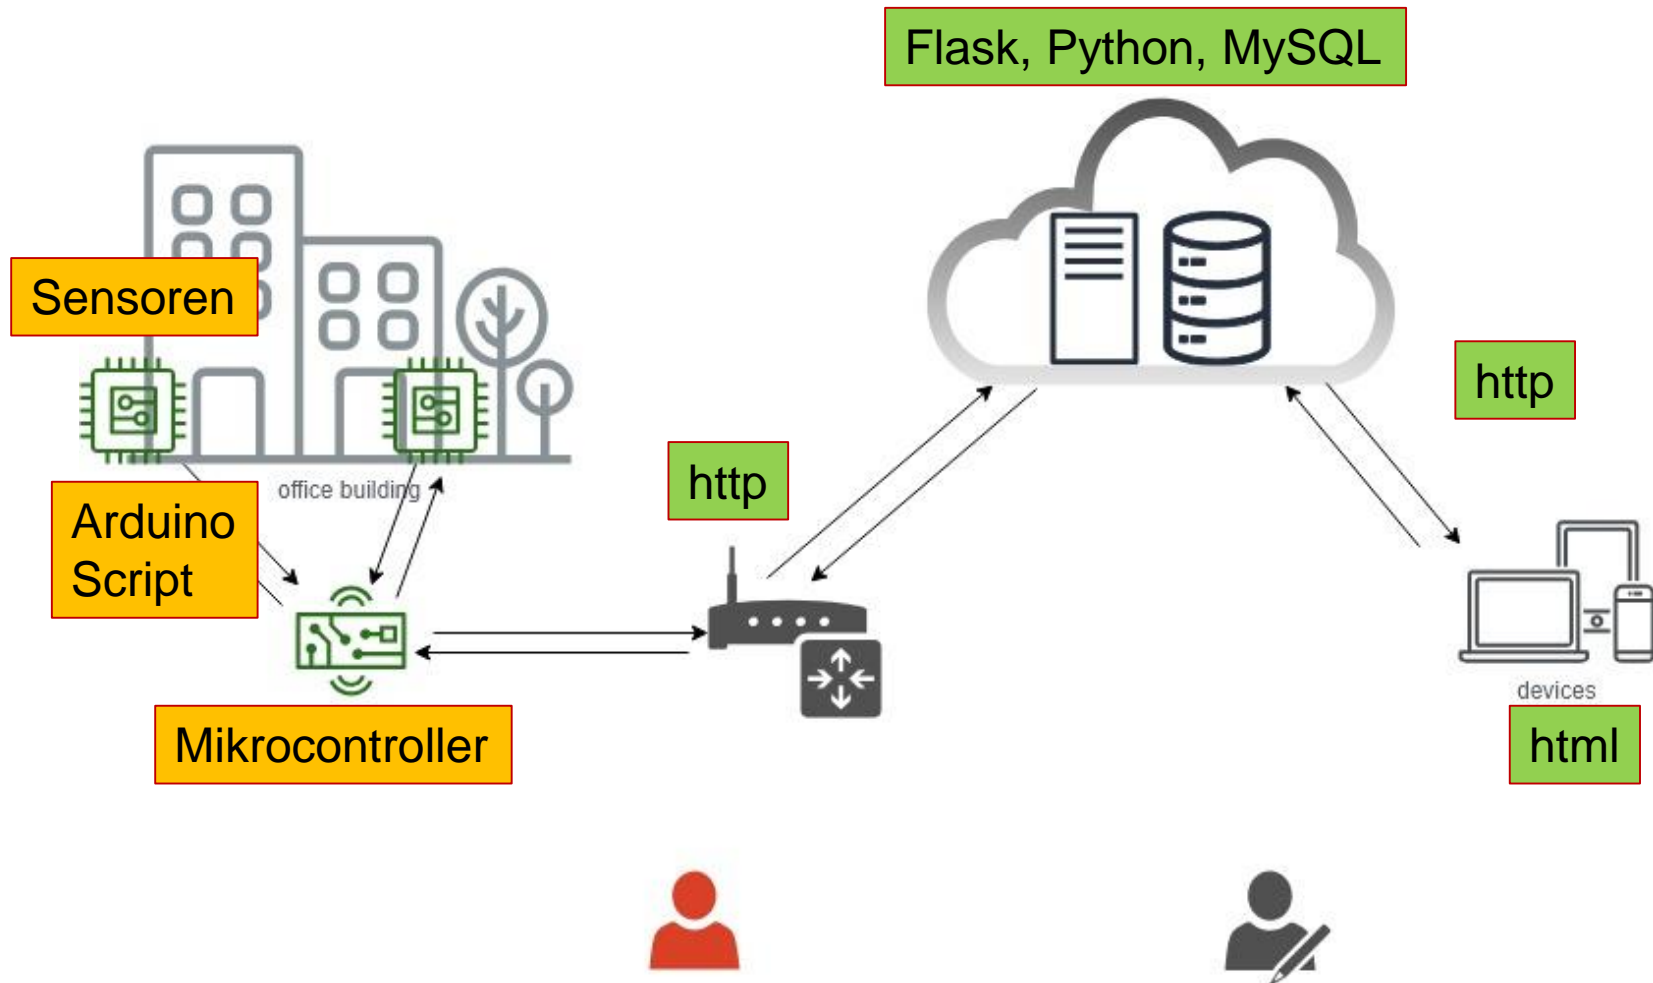 Flask, Python, MySQL
Sensoren
http
office building
http
Arduino
Script
devices
Mikrocontroller
html